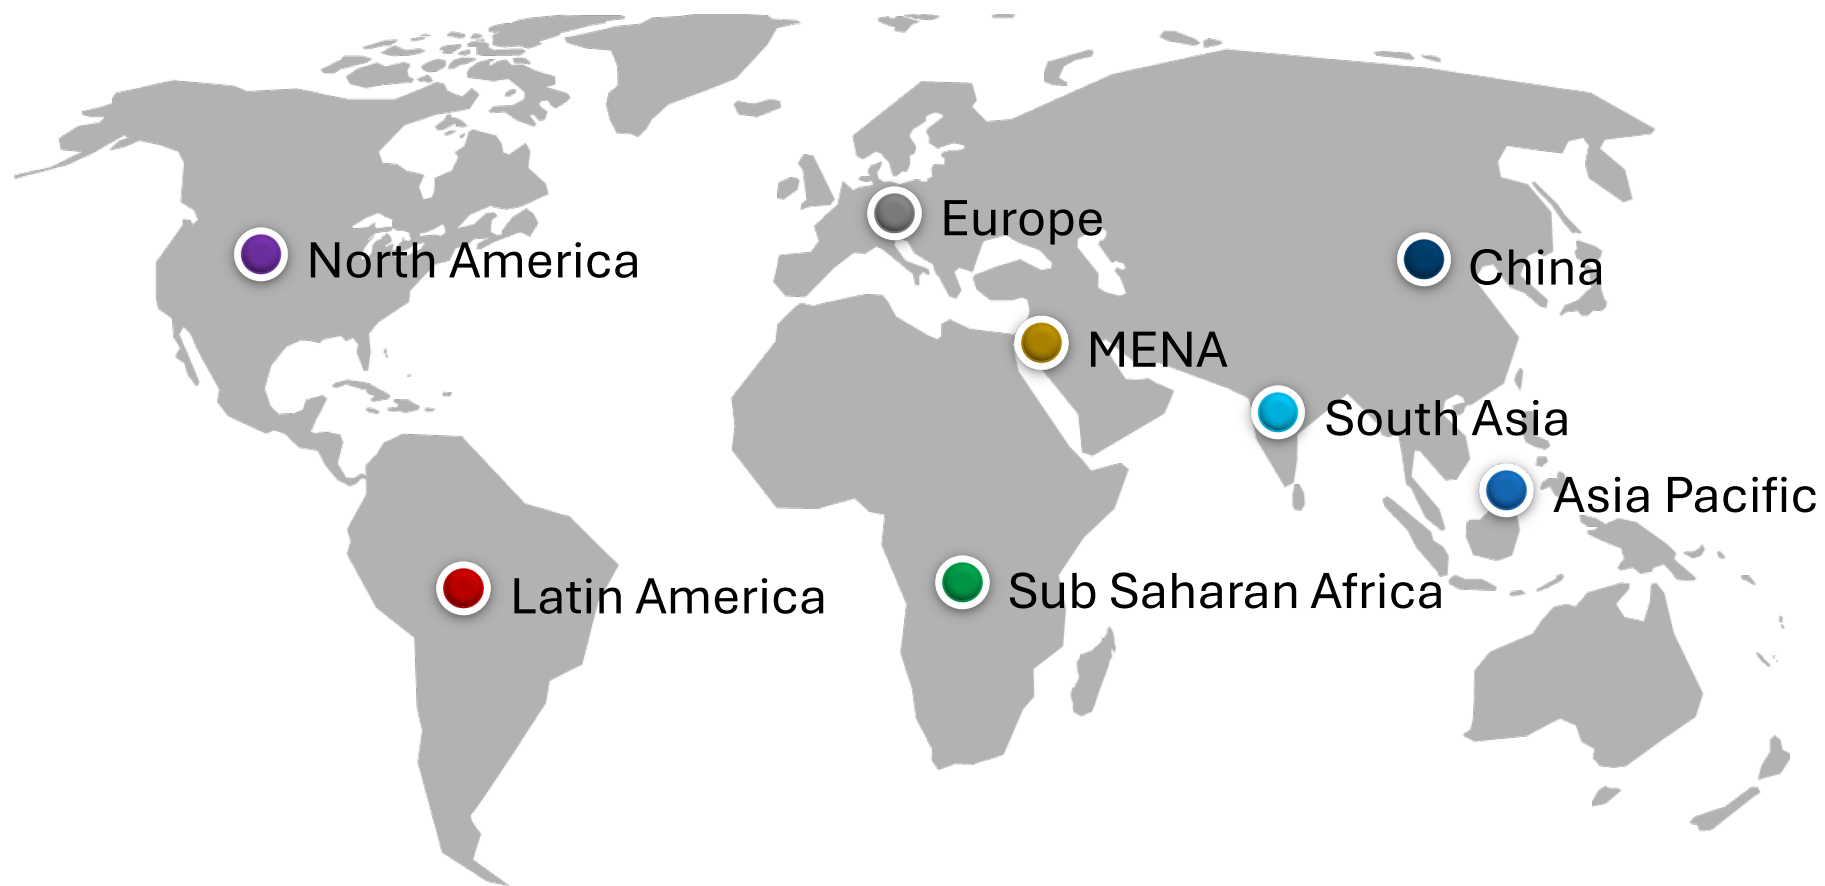 Europe
North America
China
MENA
South Asia
Asia Pacific
Latin America
Sub Saharan Africa